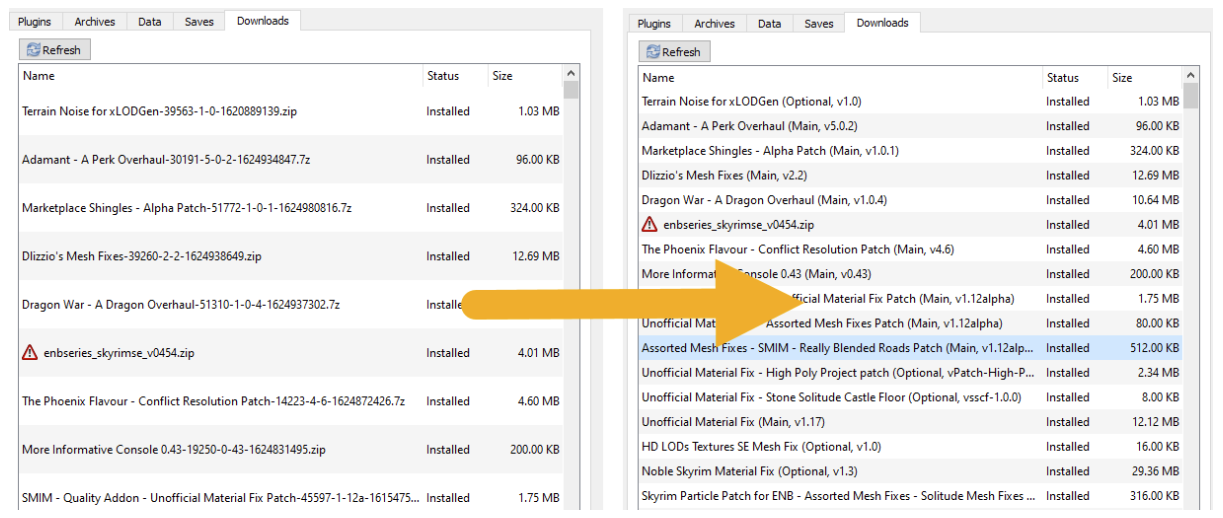 Plugins Archives Data Saves Downloads
Refresh
Name Status Size
Terrain Noise for xLODGen-39563-1-0-1620889139.zip Installed 1.03 MB
Adamant - A Perk Overhaul-30191-5-0-2-1624934847.7z Installed 96.00 KB
Marketplace Shingles - Alpha Patch-51772-1-0-1-1624980816.7z Installed 324.00 KB
Dlizzio's Mesh Fixes-39260-2-2-1624938649.zip Installed 12.69 MB
Dragon War - A Dragon Overhaul-51310-1-0-4-1624937302.7z Installed 10.64 MB
enbseries_skyrimse_v0454.zip Installed 4.01 MB
The Phoenix Flavour - Conflict Resolution Patch-14223-4-6-1624872426.7z Installed 4.60 MB
More Informative Console 0.43-19250-0-43-1624831495.zip Installed 200.00 KB
SMIM - Quality Addon - Unofficial Material Fix Patch-45597-1-12a-1615475... Installed 1.75 MB
Plugins Archives Data Saves Downloads
Refresh
Name Status Size
Terrain Noise for xLODGen (Optional, v1.0) Installed 1.03 MB
Adamant - A Perk Overhaul (Main, v5.0.2) Installed 96.00 KB
Marketplace Shingles - Alpha Patch (Main, v1.0.1) Installed 324.00 KB
Dlizzio's Mesh Fixes (Main, v2.2) Installed 12.69 MB
Dragon War - A Dragon Overhaul (Main, v1.0.4) Installed 10.64 MB
enbseries_skyrimse_v0454.zip Installed 4.01 MB
The Phoenix Flavour - Conflict Resolution Patch (Main, v4.6) Installed 4.60 MB
More Informative Console 0.43 (Main, v0.43) Installed 200.00 KB
Material Fix Patch (Main, v1.12alpha) Installed 1.75 MB
Unofficial Assorted Mesh Fixes Patch (Main, v1.12alpha) Installed 80.00 KB
Assorted Mesh Fixes - SMIM - Really Blended Roads Patch (Main, v1.12alp... Installed 512.00 KB
Unofficial Material Fix - High Poly Project patch (Optional, vPatch-High-P... Installed 2.34 MB
Unofficial Material Fix - Stone Solitude Castle Floor (Optional, vsscf-1.0.0) Installed 8.00 KB
Unofficial Material Fix (Main, v1.17) Installed 12.12 MB
HD LODs Textures SE Mesh Fix (Optional, v1.0) Installed 16.00 KB
Noble Skyrim Material Fix (Optional, v1.3) Installed 29.36 MB
Skyrim Particle Patch for ENB - Assorted Mesh Fixes - Solitude Mesh Fixes ... Installed 316.00 KB